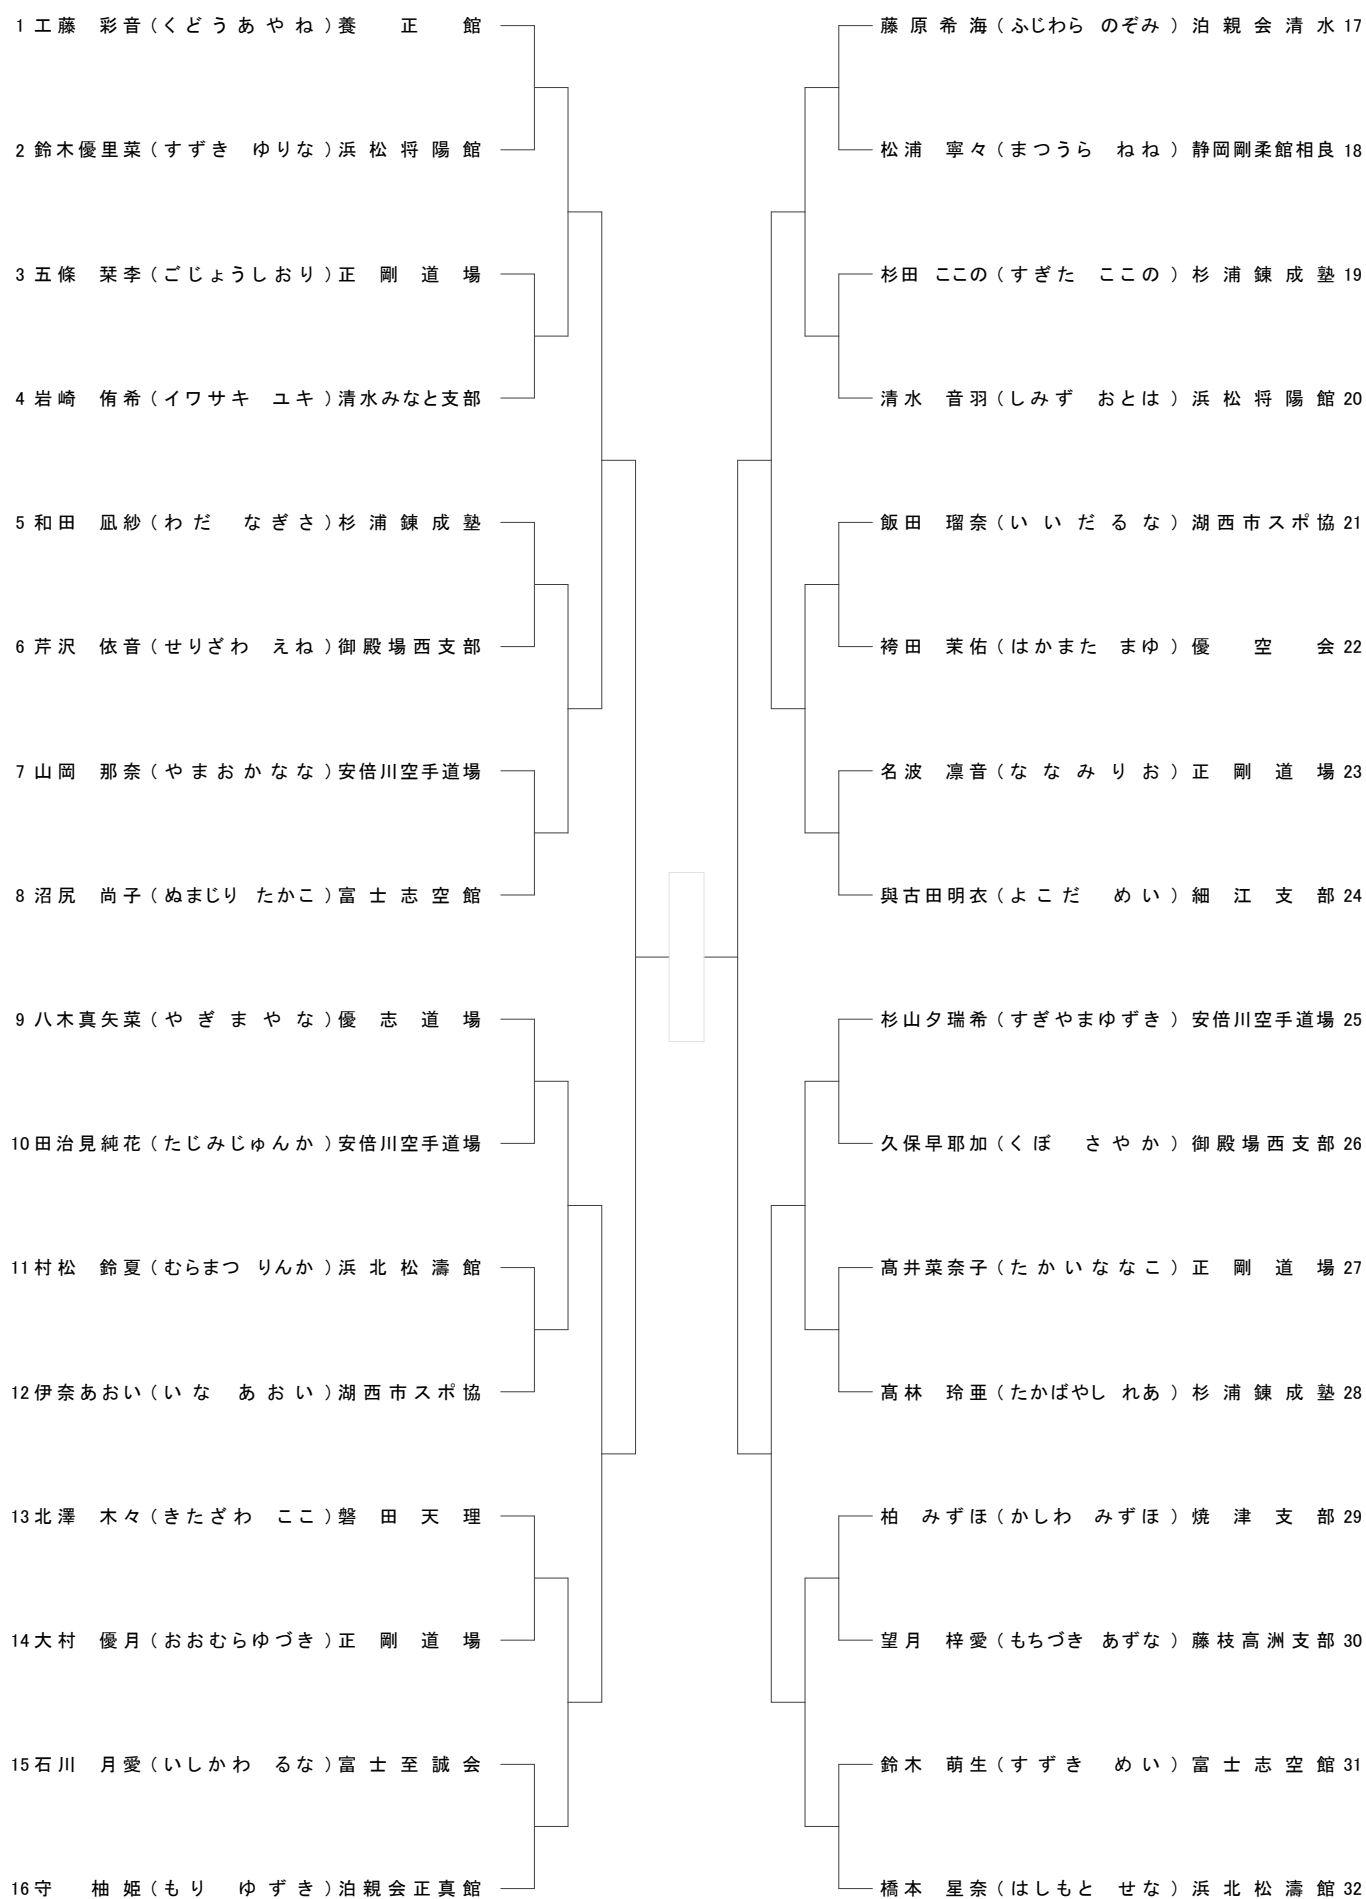 1 工藤 彩音(くどうあやね)養正館
2 鈴木優里菜(すずき ゆりな)浜松将陽館
3 五條 栞李(ごじょうしおり)正剛道場
4 岩崎 侑希(イワサキ ユキ)清水みなと支部
5 和田 凪紗(わだ なぎさ)杉浦錬成塾
6 芹沢 依音(せりざわ えね)御殿場西支部
7 山岡 那奈(やまおかなな)安倍川空手道場
8 沼尻 尚子(ぬまじり たかこ)富士志空館
9 八木真矢菜(やぎまやな)優志道場
10 田治見純花(たじみじゅんか)安倍川空手道場
11 村松 鈴夏(むらまつ りんか)浜北松濤館
12 伊奈あおい(いな あおい)湖西市スポ協
13 北澤 木々(きたざわ ここ)磐田天理
14 大村 優月(おおむらゆづき)正剛道場
15 石川 月愛(いしかわ るな)富士至誠会
16 守 柚姫(もり ゆずき)泊親会正真館
藤原希海(ふじわら のぞみ)泊親会清水 17
松浦 寧々(まつうら ねね)静岡剛柔館相良 18
杉田 ここの(すぎた ここの)杉浦錬成塾 19
清水 音羽(しみず おとは)浜松将陽館 20
飯田 瑠奈(いいだるな)湖西市スポ協 21
袴田 茉佑(はかまた まゆ)優空会 22
名波 凛音(ななみりお)正剛道場 23
與古田明衣(よこだ めい)細江支部 24
杉山夕瑞希(すぎやまゆずき)安倍川空手道場 25
久保早耶加(くぼ さやか)御殿場西支部 26
髙井菜奈子(たかいななこ)正剛道場 27
髙林 玲亜(たかばやし れあ)杉浦錬成塾 28
柏 みずほ(かしわ みずほ)焼津支部 29
望月 梓愛(もちづき あずな)藤枝高洲支部 30
鈴木 萌生(すずき めい)富士志空館 31
橋本 星奈(はしもと せな)浜北松濤館 32